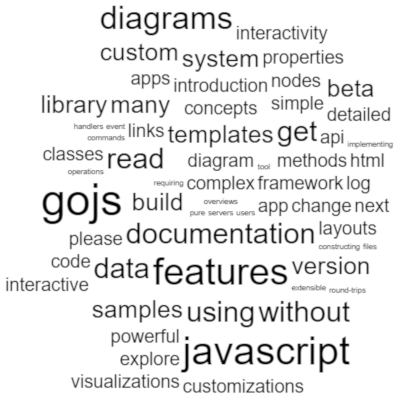 diagrams interactivity
custom system properties
apps introduction nodes beta
library many concepts simple detailed
handlers event
commands
links templates get api
implementing
classes read diagram tool methods html
operations
requiring complex framework log
gojs build overviews app change next
pure servers users
please documentation layouts
constructing files
code data features version
interactive extensible round-trips
samples using without
powerful javascript
explore
visualizations customizations